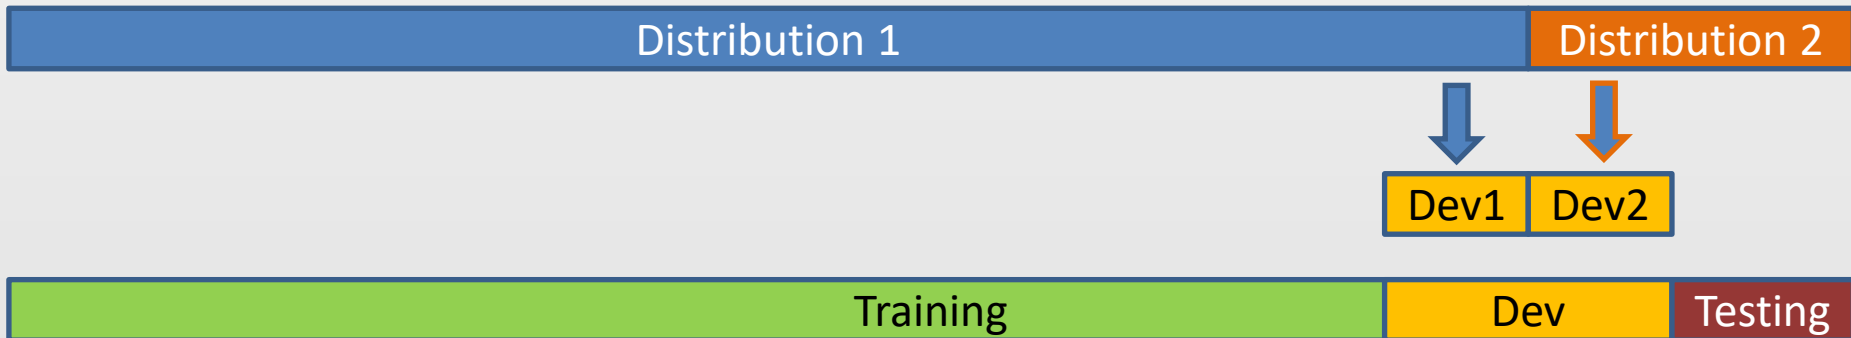 Distribution 1 Distribution 2
Dev1 Dev2
Training Dev Testing